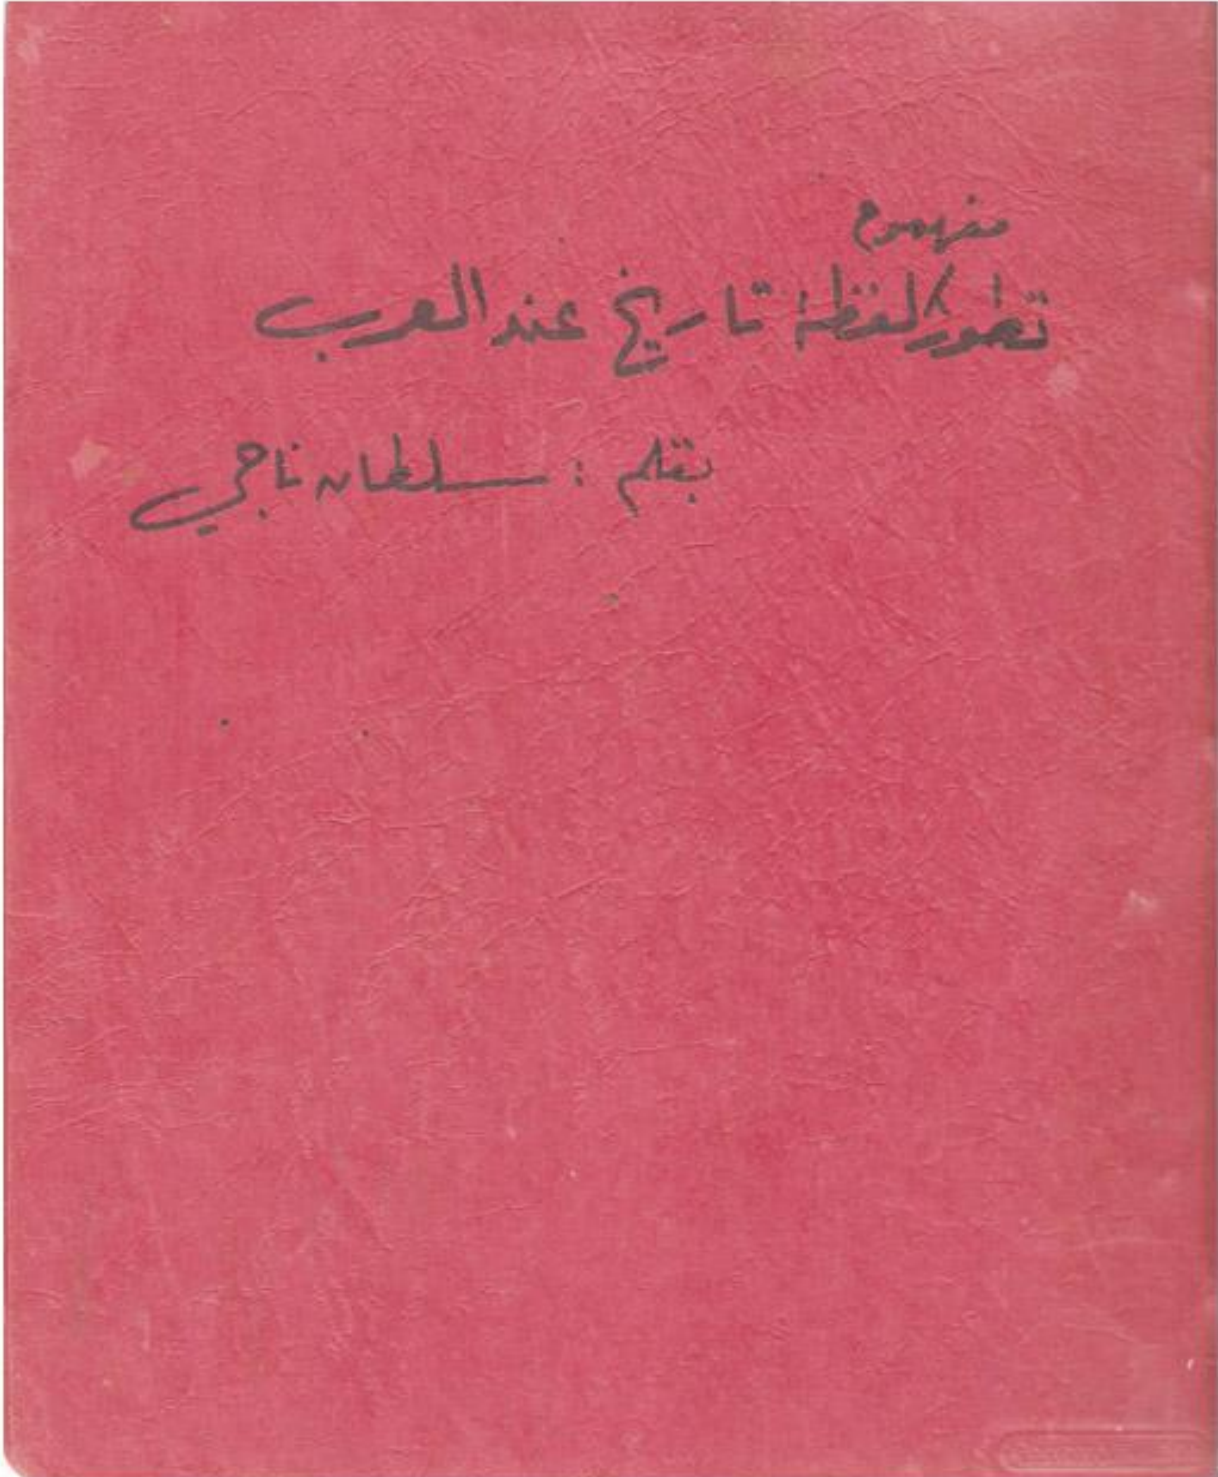 مفهوم
تطور لفظة تاريخ عند العرب
بقلم : سلطان ناجي